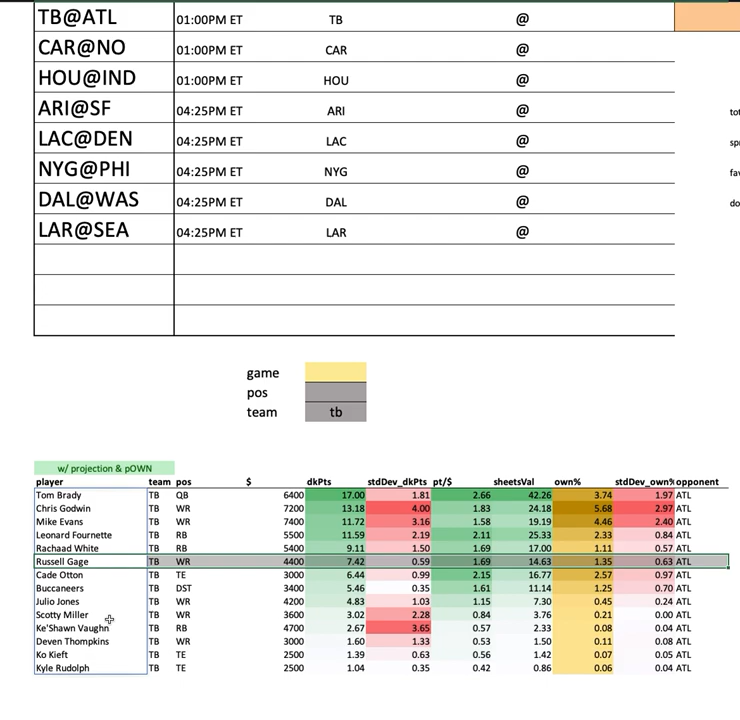 TB@ATL 01:00PM ET TB @
CAR@NO 01:00PM ET CAR @
HOU@IND 01:00PM ET HOU @
ARI@SF 04:25PM ET ARI @
tot
LAC@DEN 04:25PM ET LAC @
spr
NYG@PHI 04:25PM ET NYG @
fav
DAL@WAS 04:25PM ET DAL @
do
LAR@SEA 04:25PM ET LAR @
game
pos
team tb
w/ projection & pOWN
player team pos $ dkPts stdDev_dkPts pt/$ sheetsVal own% stdDev_own% opponent
Tom Brady TB QB 6400 17.00 1.81 2.66 42.26 3.74 1.97 ATL
Chris Godwin TB WR 7200 13.18 4.00 1.83 24.18 5.68 2.97 ATL
Mike Evans TB WR 7400 11.72 3.16 1.58 19.19 4.46 2.40 ATL
Leonard Fournette TB RB 5500 11.59 2.19 2.11 25.33 2.33 0.84 ATL
Rachaad White TB RB 5400 9.11 1.50 1.69 17.00 1.11 0.57 ATL
Russell Gage TB WR 4400 7.42 0.59 1.69 14.63 1.35 0.63 ATL
Cade Otton TB TE 3000 6.44 0.99 2.15 16.77 2.57 0.97 ATL
Buccaneers TB DST 3400 5.46 0.35 1.61 11.14 1.25 0.70 ATL
Julio Jones TB WR 4200 4.83 1.03 1.15 7.30 0.45 0.24 ATL
Scotty Miller TB WR 3600 3.02 2.28 0.84 3.76 0.21 0.00 ATL
Ke'Shawn Vaughn TB RB 4700 2.67 3.65 0.57 2.33 0.08 0.04 ATL
Deven Thompkins TB WR 3000 1.60 1.33 0.53 1.50 0.11 0.08 ATL
Ko Kieft TB TE 2500 1.39 0.63 0.56 1.42 0.07 0.05 ATL
Kyle Rudolph TB TE 2500 1.04 0.35 0.42 0.86 0.06 0.04 ATL